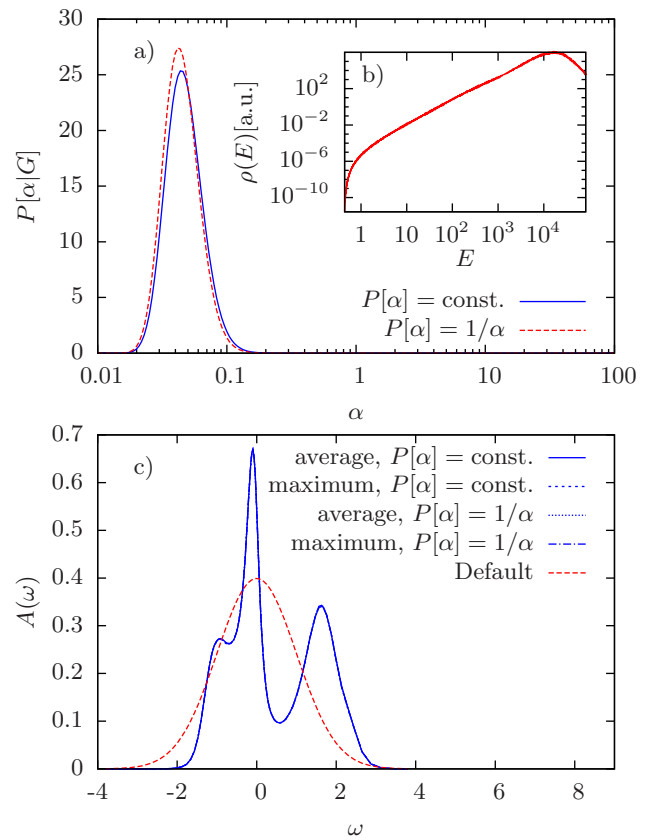 30
25
20
15
10
5
0
P[α|G]
a)
b)
ρ(E)[a.u.]
10^2
10^-2
10^-6
10^-10
1 10 10^2 10^3 10^4
E
P[α] = const.
P[α] = 1/α
0.01 0.1 1 10 100
α
0.7
0.6
0.5
0.4
0.3
0.2
0.1
0
A(ω)
c)
average, P[α] = const.
maximum, P[α] = const.
average, P[α] = 1/α
maximum, P[α] = 1/α
Default
-4 -2 0 2 4 6 8
ω